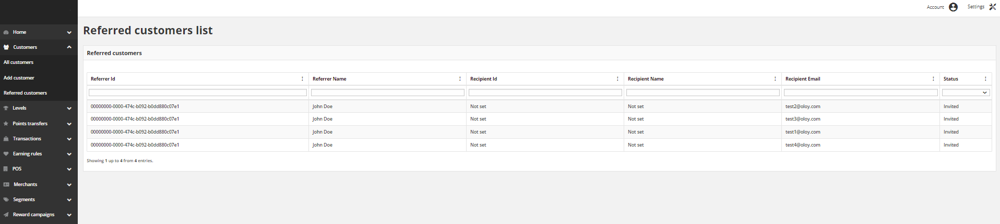 Account Settings
Home
Customers
All customers
Add customer
Referred customers
Levels
Points transfers
Transactions
Earning rules
POS
Merchants
Segments
Reward campaigns
Referred customers list
Referred customers
Referrer Id Referrer Name Recipient Id Recipient Name Recipient Email Status
00000000-0000-474c-b092-b0dd880c07e1 John Doe Not set Not set test2@oloy.com Invited
00000000-0000-474c-b092-b0dd880c07e1 John Doe Not set Not set test3@oloy.com Invited
00000000-0000-474c-b092-b0dd880c07e1 John Doe Not set Not set test1@oloy.com Invited
00000000-0000-474c-b092-b0dd880c07e1 John Doe Not set Not set test4@oloy.com Invited
Showing 1 up to 4 from 4 entries.